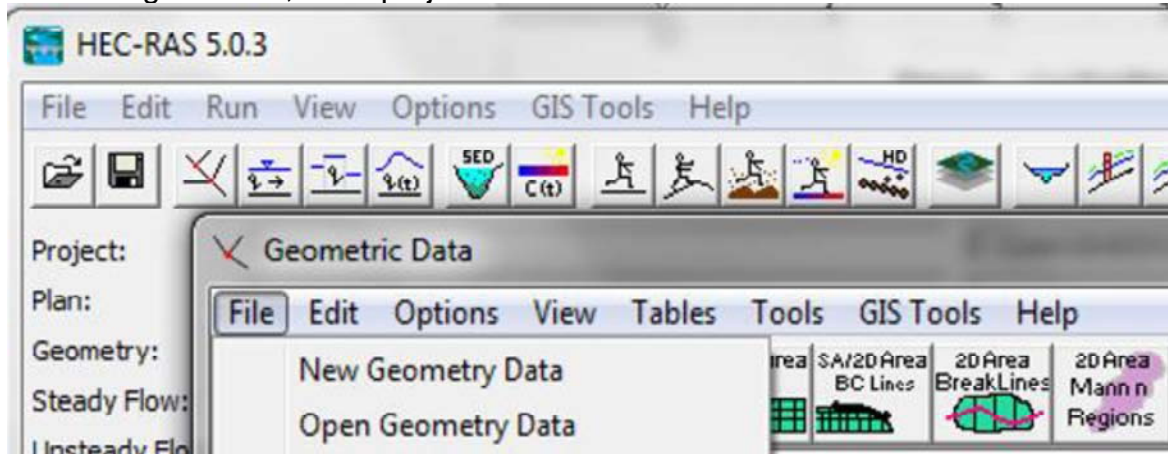 HEC-RAS 5.0.3
File Edit Run View Options GIS Tools Help
SED C(t) HD
Project:
Plan:
Geometry:
Steady Flow:
Geometric Data
File Edit Options View Tables Tools GIS Tools Help
New Geometry Data
Open Geometry Data
SA/2D Area
BC Lines
2D Area
BreakLines
2D Area
Mann n
Regions